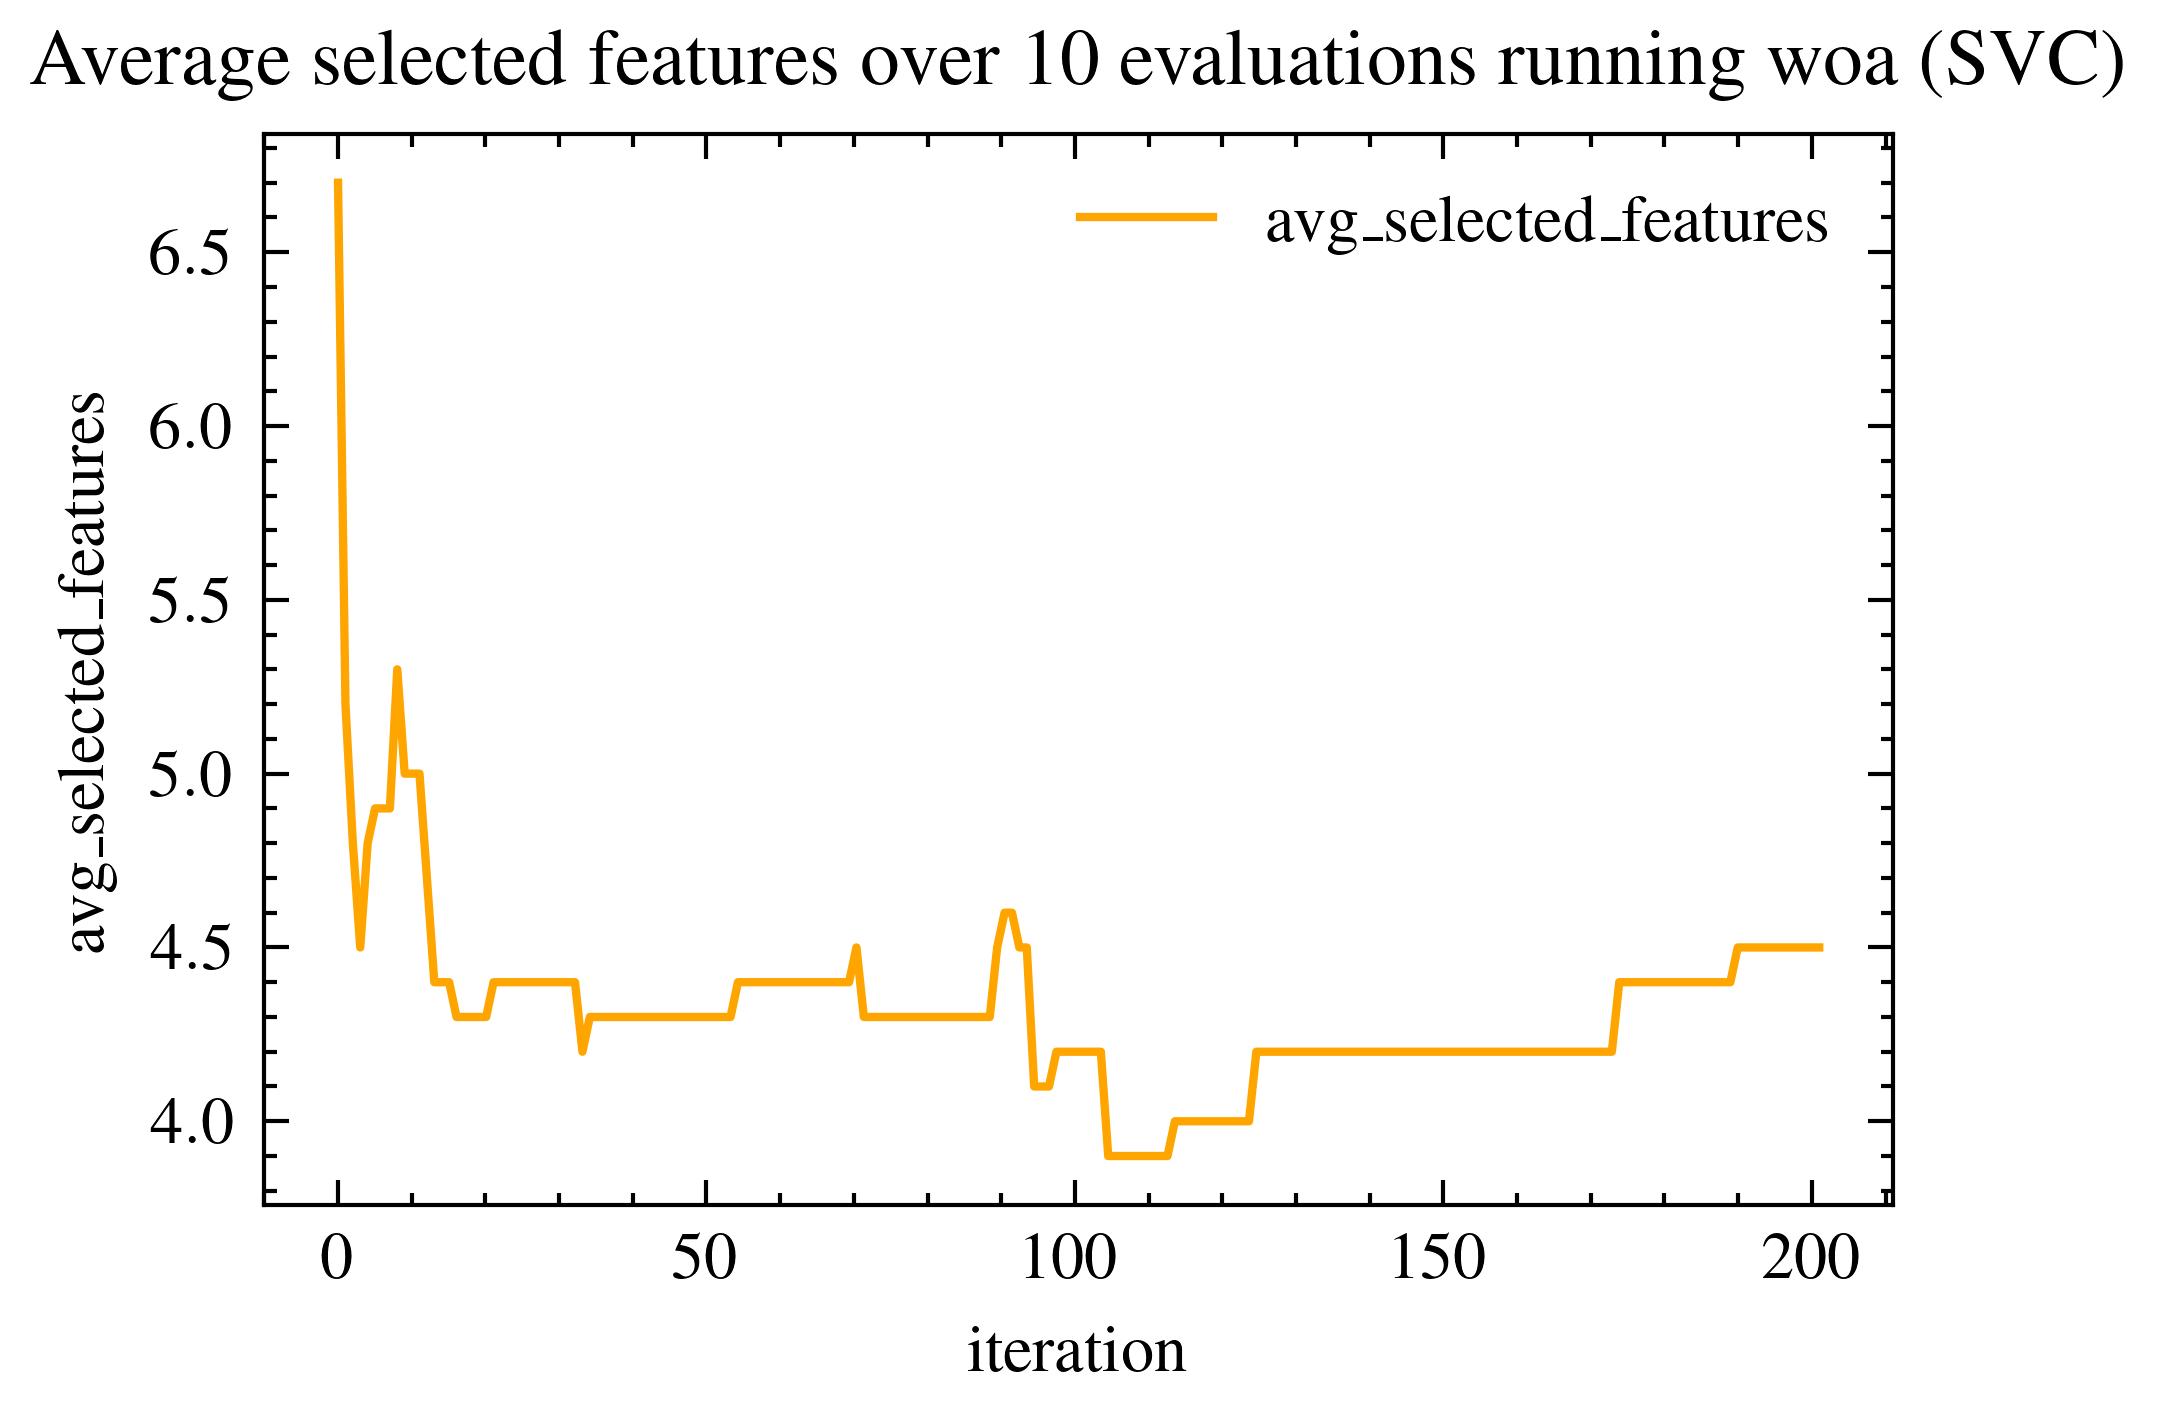 Average selected features over 10 evaluations running woa (SVC)
avg_selected_features
6.5
6.0
5.5
5.0
4.5
4.0
avg_selected_features
0 50 100 150 200
iteration